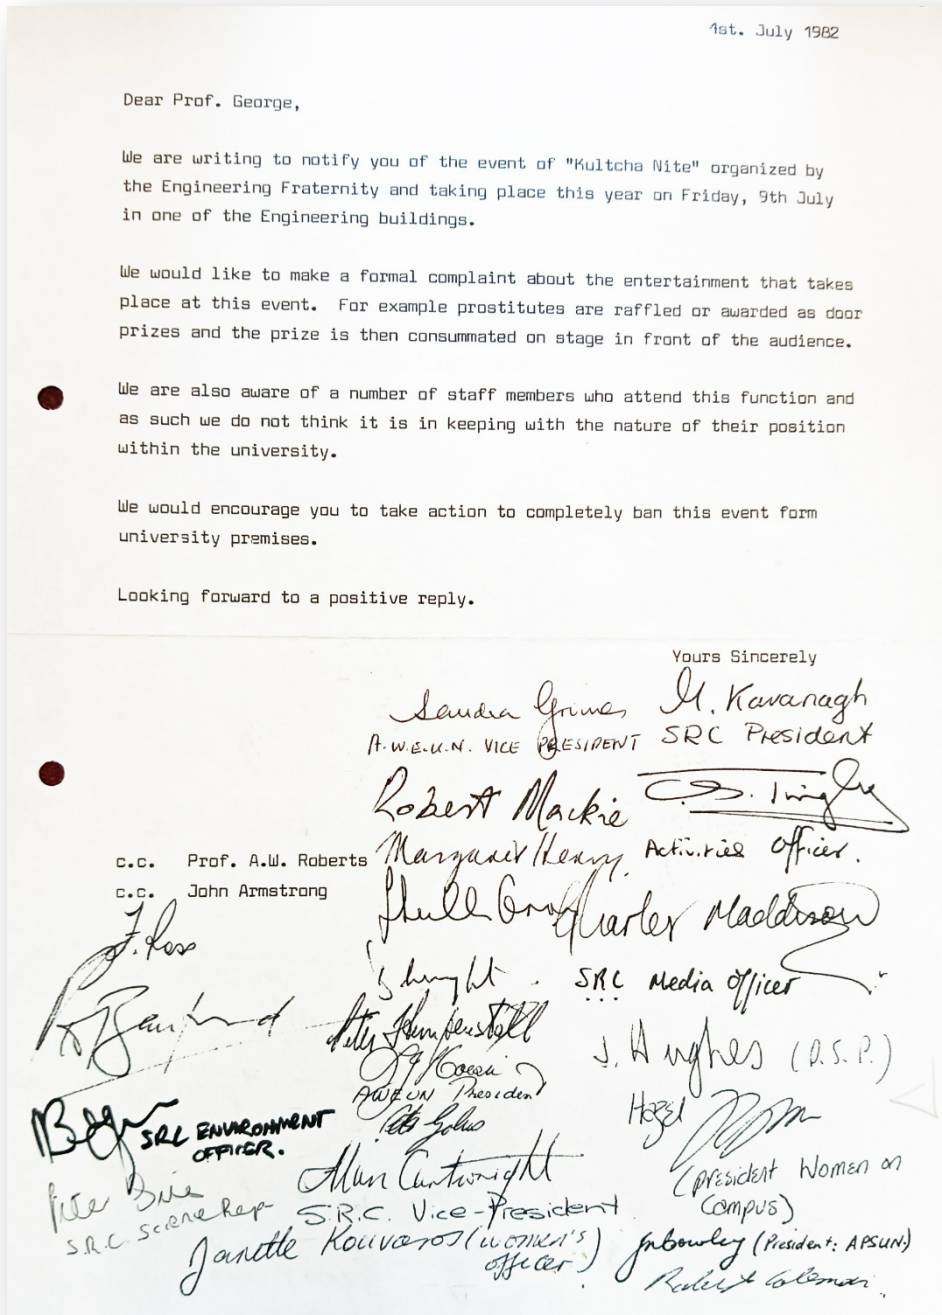 1st. July 1982
Dear Prof. George,
We are writing to notify you of the event of "Kultcha Nite" organized by
the Engineering Fraternity and taking place this year on Friday, 9th July
in one of the Engineering buildings.
We would like to make a formal complaint about the entertainment that takes
place at this event. For example prostitutes are raffled or awarded as door
prizes and the prize is then consummated on stage in front of the audience.
We are also aware of a number of staff members who attend this function and
as such we do not think it is in keeping with the nature of their position
within the university.
We would encourage you to take action to completely ban this event form
university premises.
Looking forward to a positive reply.
Yours Sincerely
Sandra Grimes M. Kavanagh
A.W.E.U.N. VICE PRESIDENT SRC President
Robert Mackie
Margaret Henry Activities Officer.
c.c. Prof. A.W. Roberts
c.c. John Armstrong
Charles Maddison
F. Ross
SRC Media Officer
Peter Hempenstall
J. Hughes (D.S.P.)
AWEUN President
Hazel
SRC ENVIRONMENT
OFFICER.
(President Women on
Campus)
Alan Cartwright
Peter
S.R.C. Science Rep
S.R.C. Vice-President
Janette Kouvaros (women's
officer)
(President: APSUN.)
Coleman